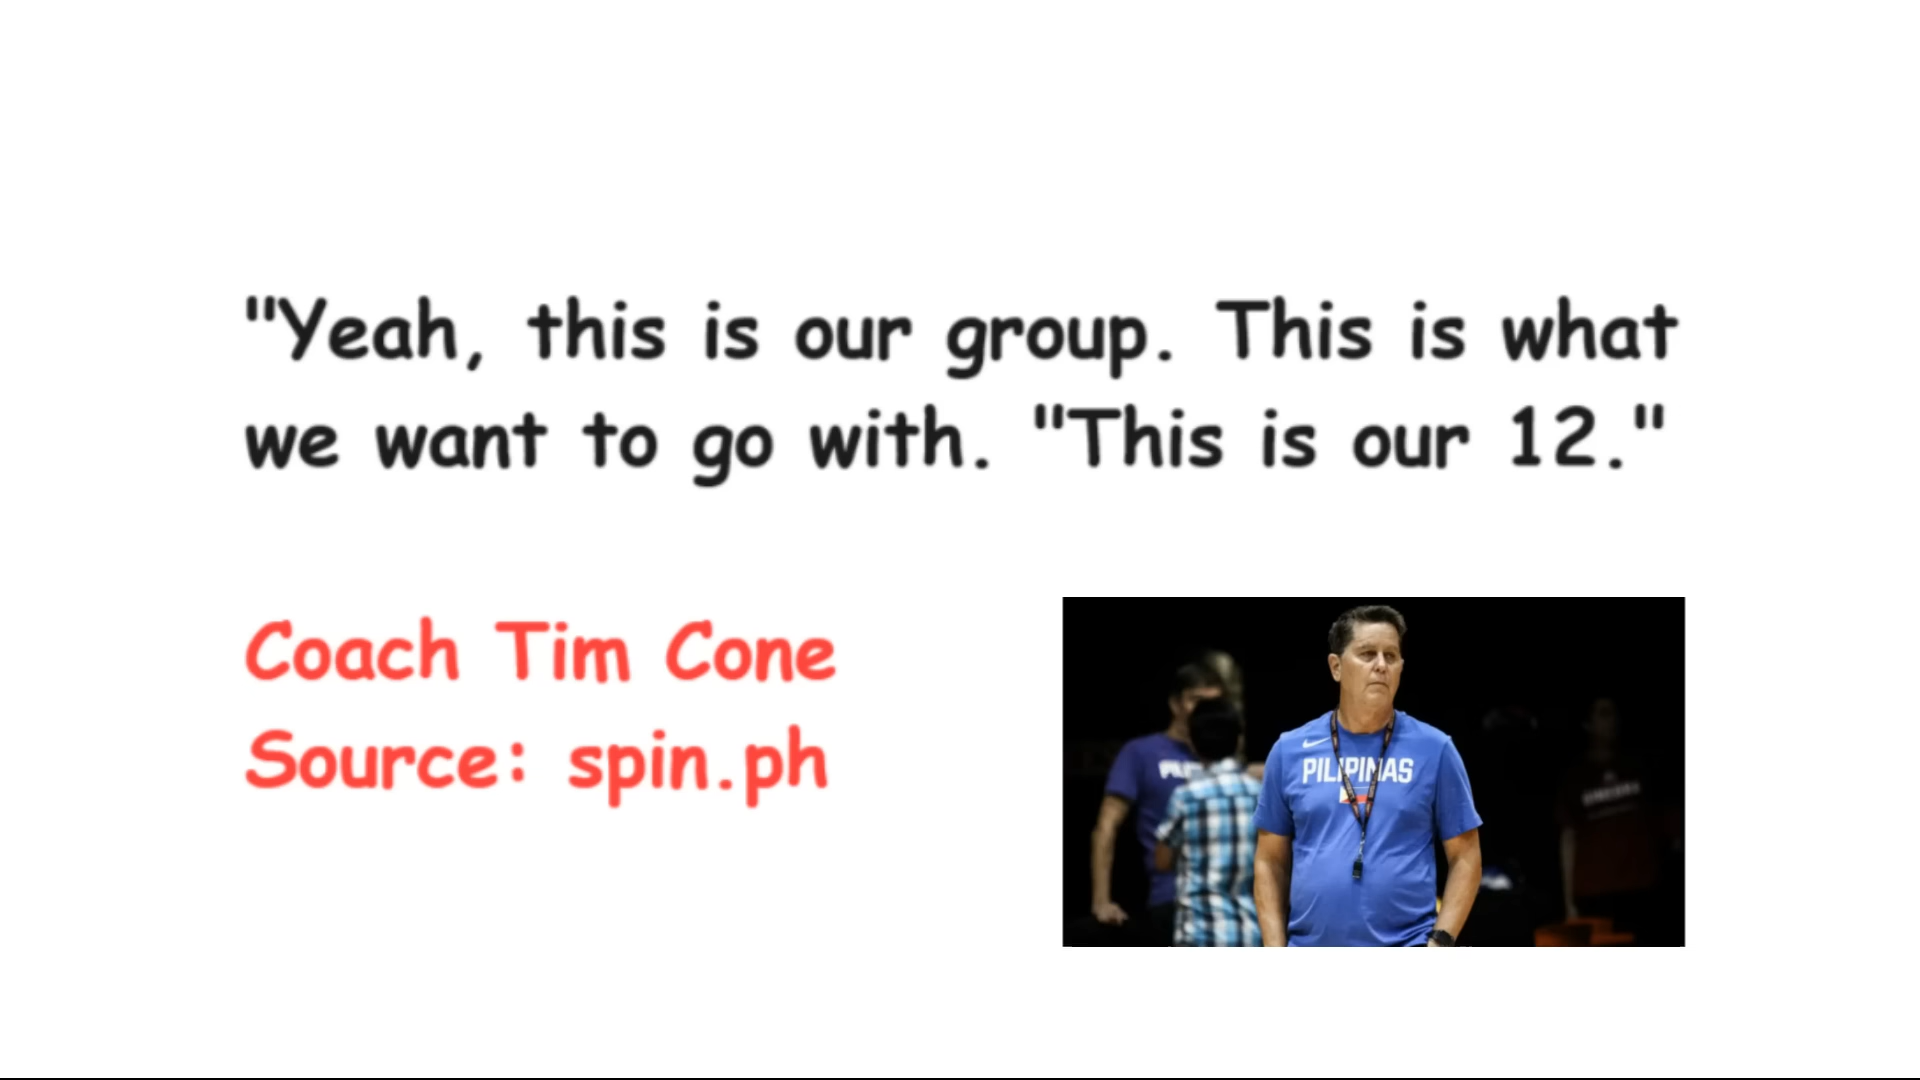 "Yeah, this is our group. This is what
we want to go with. "This is our 12."
Coach Tim Cone
Source: spin.ph
PILIPINAS